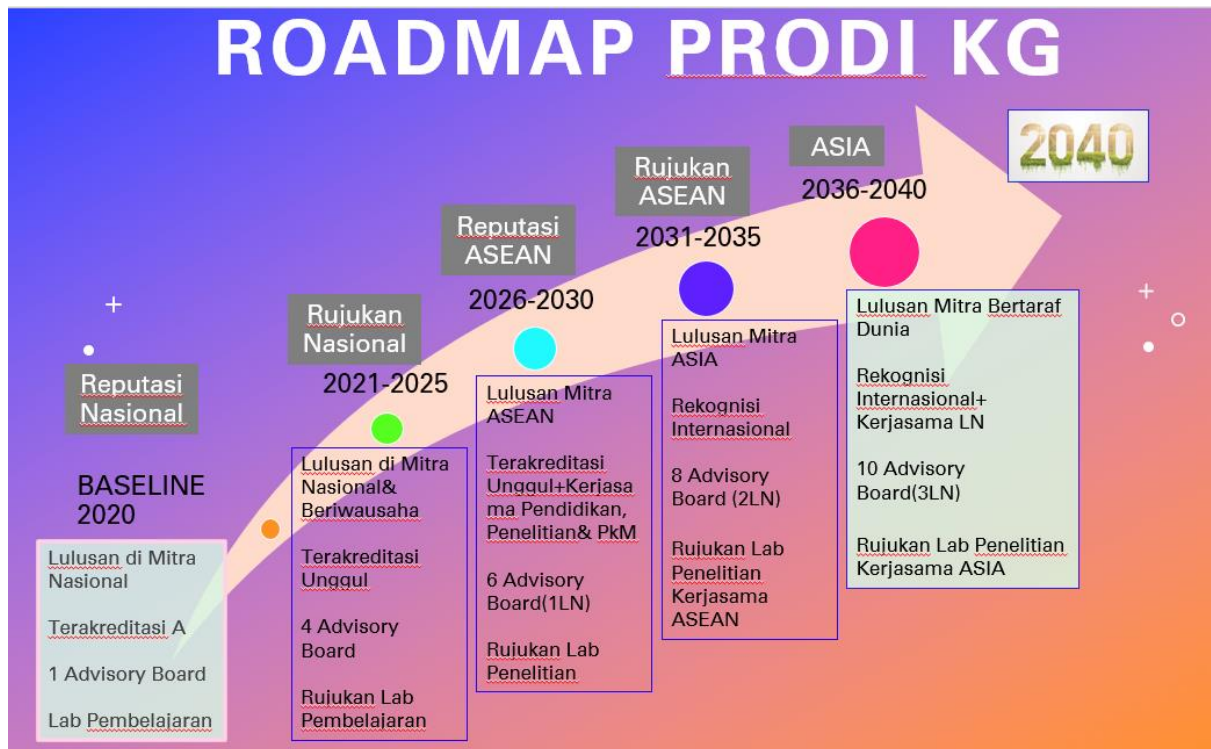 ROADMAP PRODI KG
2040
Reputasi
Nasional
BASELINE
2020
Lulusan di Mitra
Nasional
Terakreditasi A
1 Advisory Board
Lab Pembelajaran
Rujukan
Nasional
2021-2025
Lulusan di Mitra
Nasional&
Beriwausaha
Terakreditasi
Unggul
4 Advisory
Board
Rujukan Lab
Pembelajaran
Reputasi
ASEAN
2026-2030
Lulusan Mitra
ASEAN
Terakreditasi
Unggul+Kerjasa
ma Pendidikan,
Penelitian& PkM
6 Advisory
Board(1LN)
Rujukan Lab
Penelitian
Rujukan
ASEAN
2031-2035
Lulusan Mitra
ASIA
Rekognisi
Internasional
8 Advisory
Board (2LN)
Rujukan Lab
Penelitian
Kerjasama
ASEAN
ASIA
2036-2040
Lulusan Mitra Bertaraf
Dunia
Rekognisi
Internasional+
Kerjasama LN
10 Advisory
Board(3LN)
Rujukan Lab Penelitian
Kerjasama ASIA